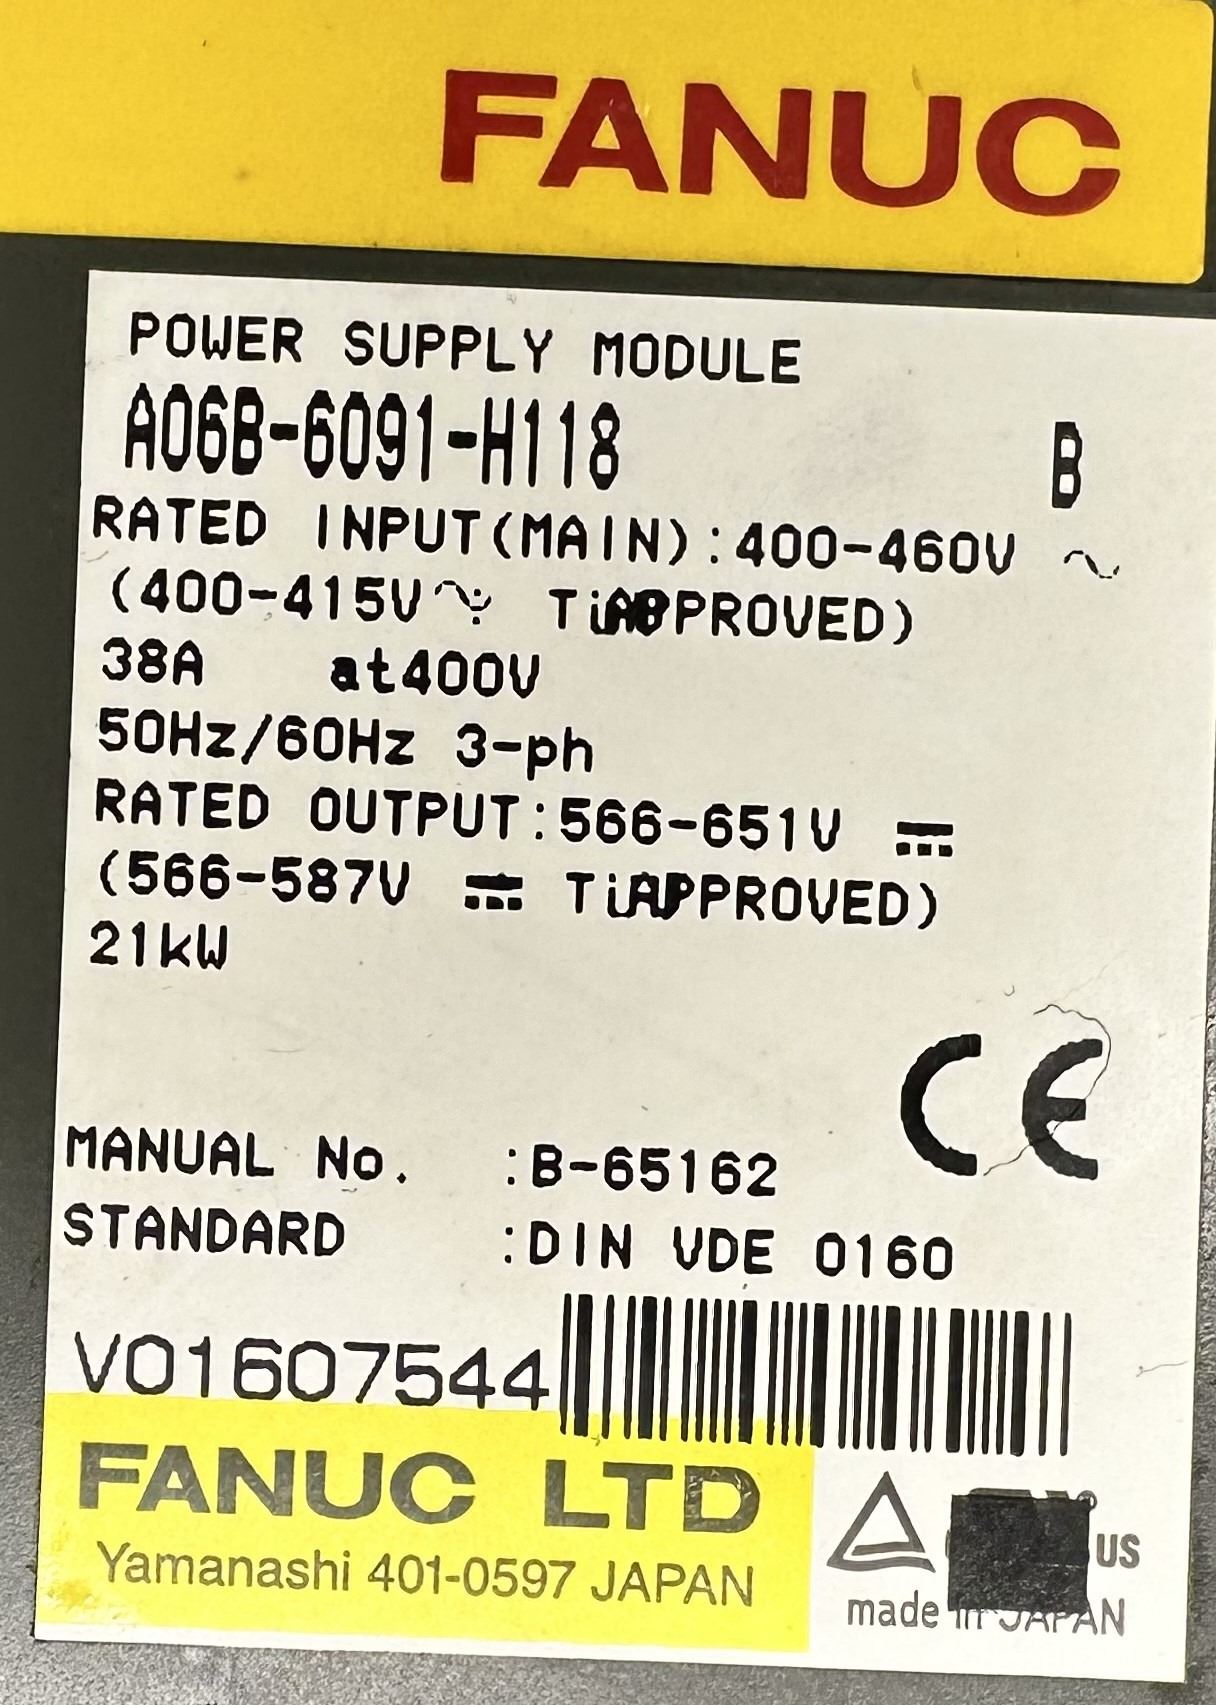 FANUC
POWER SUPPLY MODULE
A06B-6091-H118 B
RATED INPUT(MAIN):400-460V ~
(400-415V~ APPROVED)
38A at400V
50Hz/60Hz 3-ph
RATED OUTPUT:566-651V ⎓
(566-587V ⎓ APPROVED)
21kW
CE
MANUAL No. :B-65162
STANDARD :DIN VDE 0160
V01607544
FANUC LTD
Yamanashi 401-0597 JAPAN
US
made in JAPAN